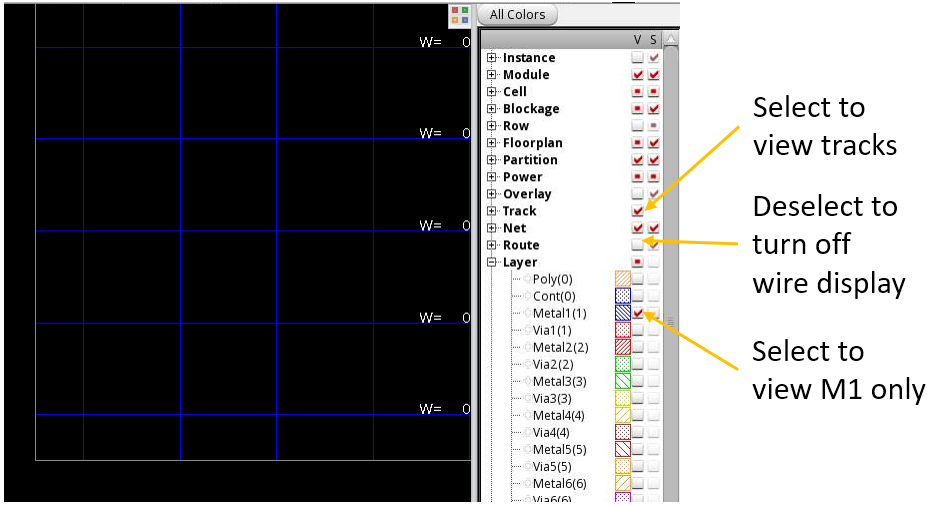 All Colors
V S
W= 0
W= 0
W= 0
W= 0
W= 0
Instance
Module
Cell
Blockage
Row
Floorplan
Partition
Power
Overlay
Track
Net
Route
Layer
Poly(0)
Cont(0)
Metal1(1)
Via1(1)
Metal2(2)
Via2(2)
Metal3(3)
Via3(3)
Metal4(4)
Via4(4)
Metal5(5)
Via5(5)
Metal6(6)
Via6(6)
Select to
view tracks
Deselect to
turn off
wire display
Select to
view M1 only